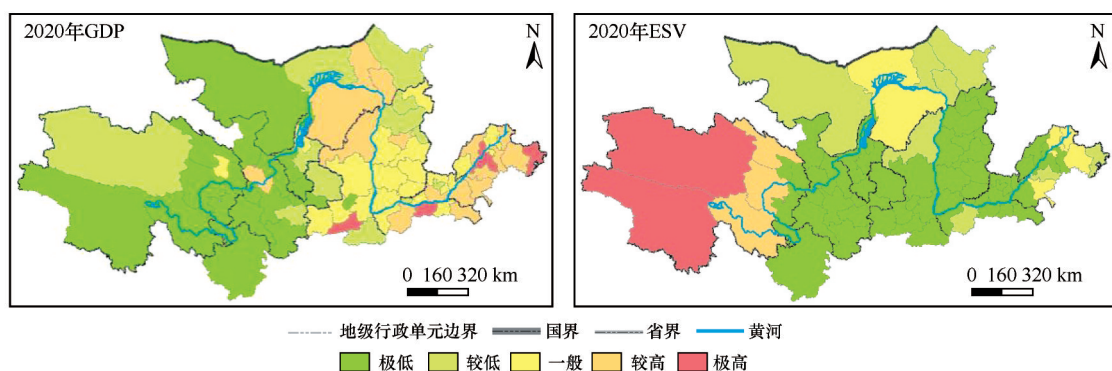 2020年GDP
N
0 160 320 km
2020年ESV
N
0 160 320 km
地级行政单元边界 国界 省界 黄河
极低 较低 一般 较高 极高